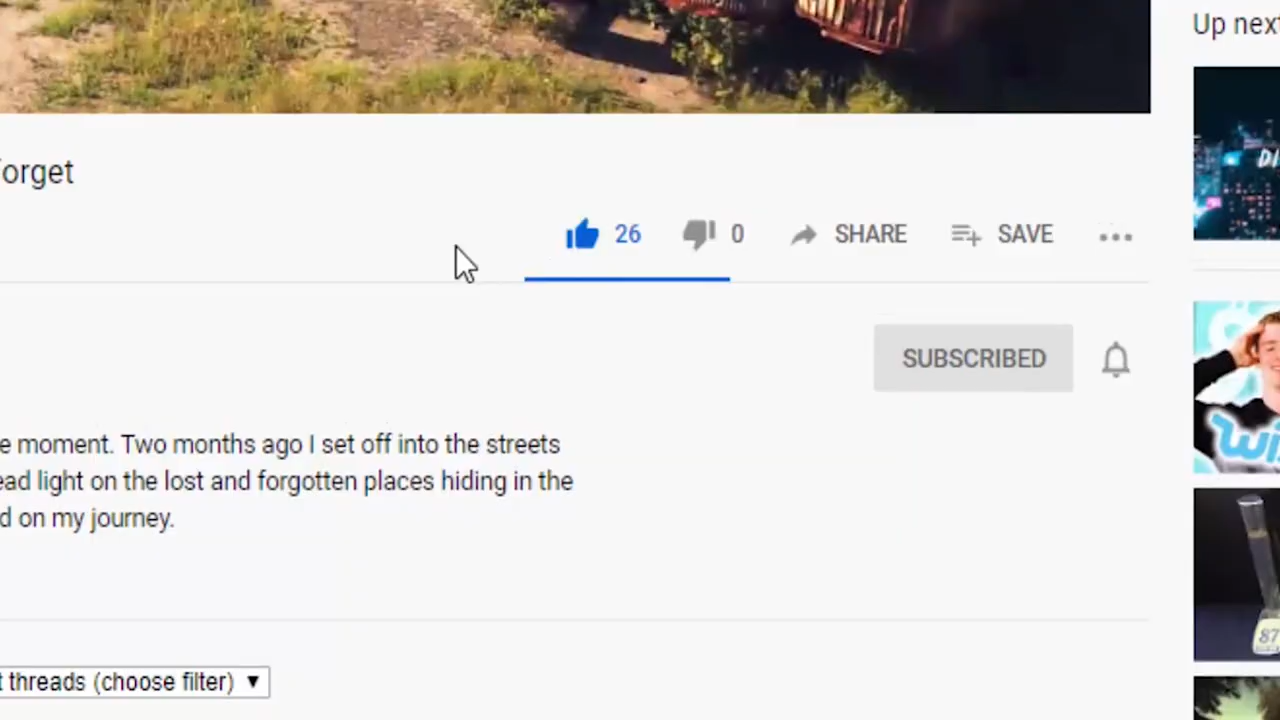 Up next
orget
26
0
SHARE
SAVE
SUBSCRIBED
e moment. Two months ago I set off into the streets
ead light on the lost and forgotten places hiding in the
d on my journey.
t threads (choose filter)
87